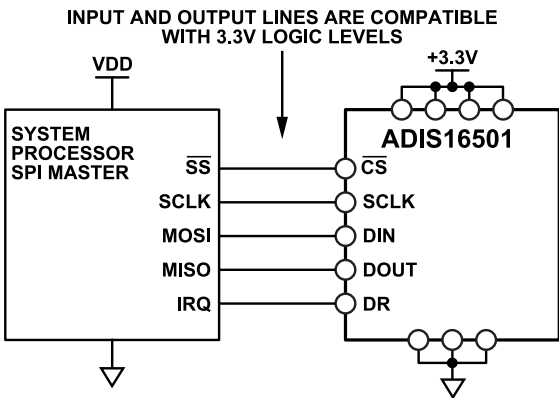 INPUT AND OUTPUT LINES ARE COMPATIBLE
WITH 3.3V LOGIC LEVELS
VDD
+3.3V
SYSTEM
PROCESSOR
SPI MASTER
ADIS16501
SS
CS
SCLK
SCLK
MOSI
DIN
MISO
DOUT
IRQ
DR